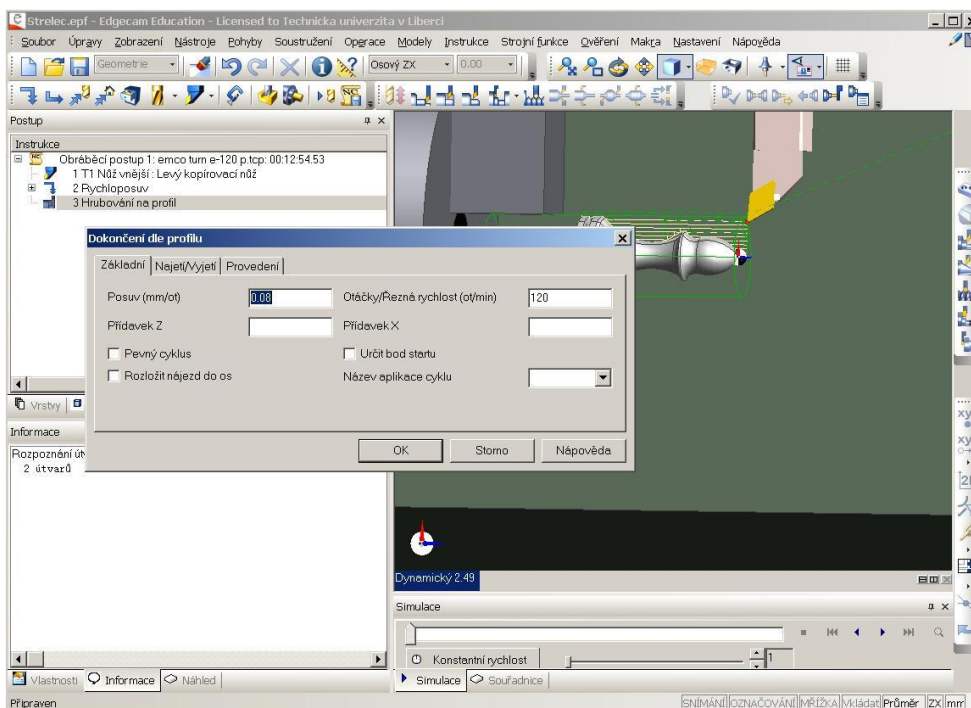 Strelec.epf - Edgecam Education - Licensed to Technicka univerzita v Liberci
Soubor Úpravy Zobrazení Nástroje Pohyby Soustružení Operace Modely Instrukce Strojní funkce Ověření Makra Nastavení Nápověda
Geometrie Osový ZX 0.00
Postup
Instrukce
Obráběcí postup 1: emco turn e-120 p.tcp: 00:12:54.53
1 T1 Nůž vnější : Levý kopírovací nůž
2 Rychloposuv
3 Hrubování na profil
Dokončení dle profilu
Základní Najetí/Vyjetí Provedení
Posuv (mm/ot) 0.08 Otáčky/Řezná rychlost (ot/min) 120
Přídavek Z Přídavek X
Pevný cyklus Určit bod startu
Rozložit nájezd do os Název aplikace cyklu
OK Storno Nápověda
Vrstvy
Informace
Rozpoznání út
2 útvarů
Dynamický 2.49
Simulace
Konstantní rychlost 1
Vlastnosti Informace Náhled
Simulace Souřadnice
Připraven SNÍMÁNÍ OZNAČOVÁNÍ MŘÍŽKA Vkládat Průměr ZX mm